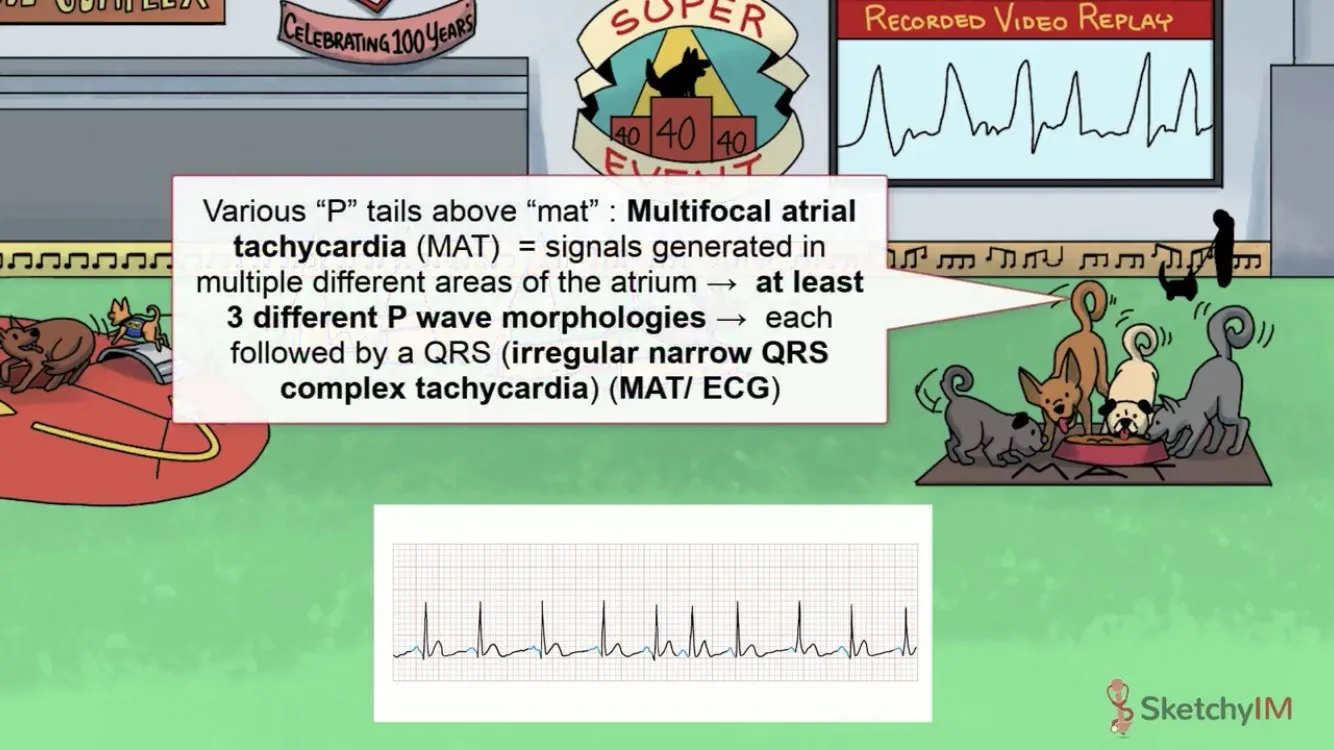 COMPLEX
CELEBRATING 100 YEARS
SUPER
40 40 40
EVENT
RECORDED VIDEO REPLAY
Various “P” tails above “mat” : Multifocal atrial
tachycardia (MAT) = signals generated in
multiple different areas of the atrium → at least
3 different P wave morphologies → each
followed by a QRS (irregular narrow QRS
complex tachycardia) (MAT/ ECG)
MAT
SketchyIM